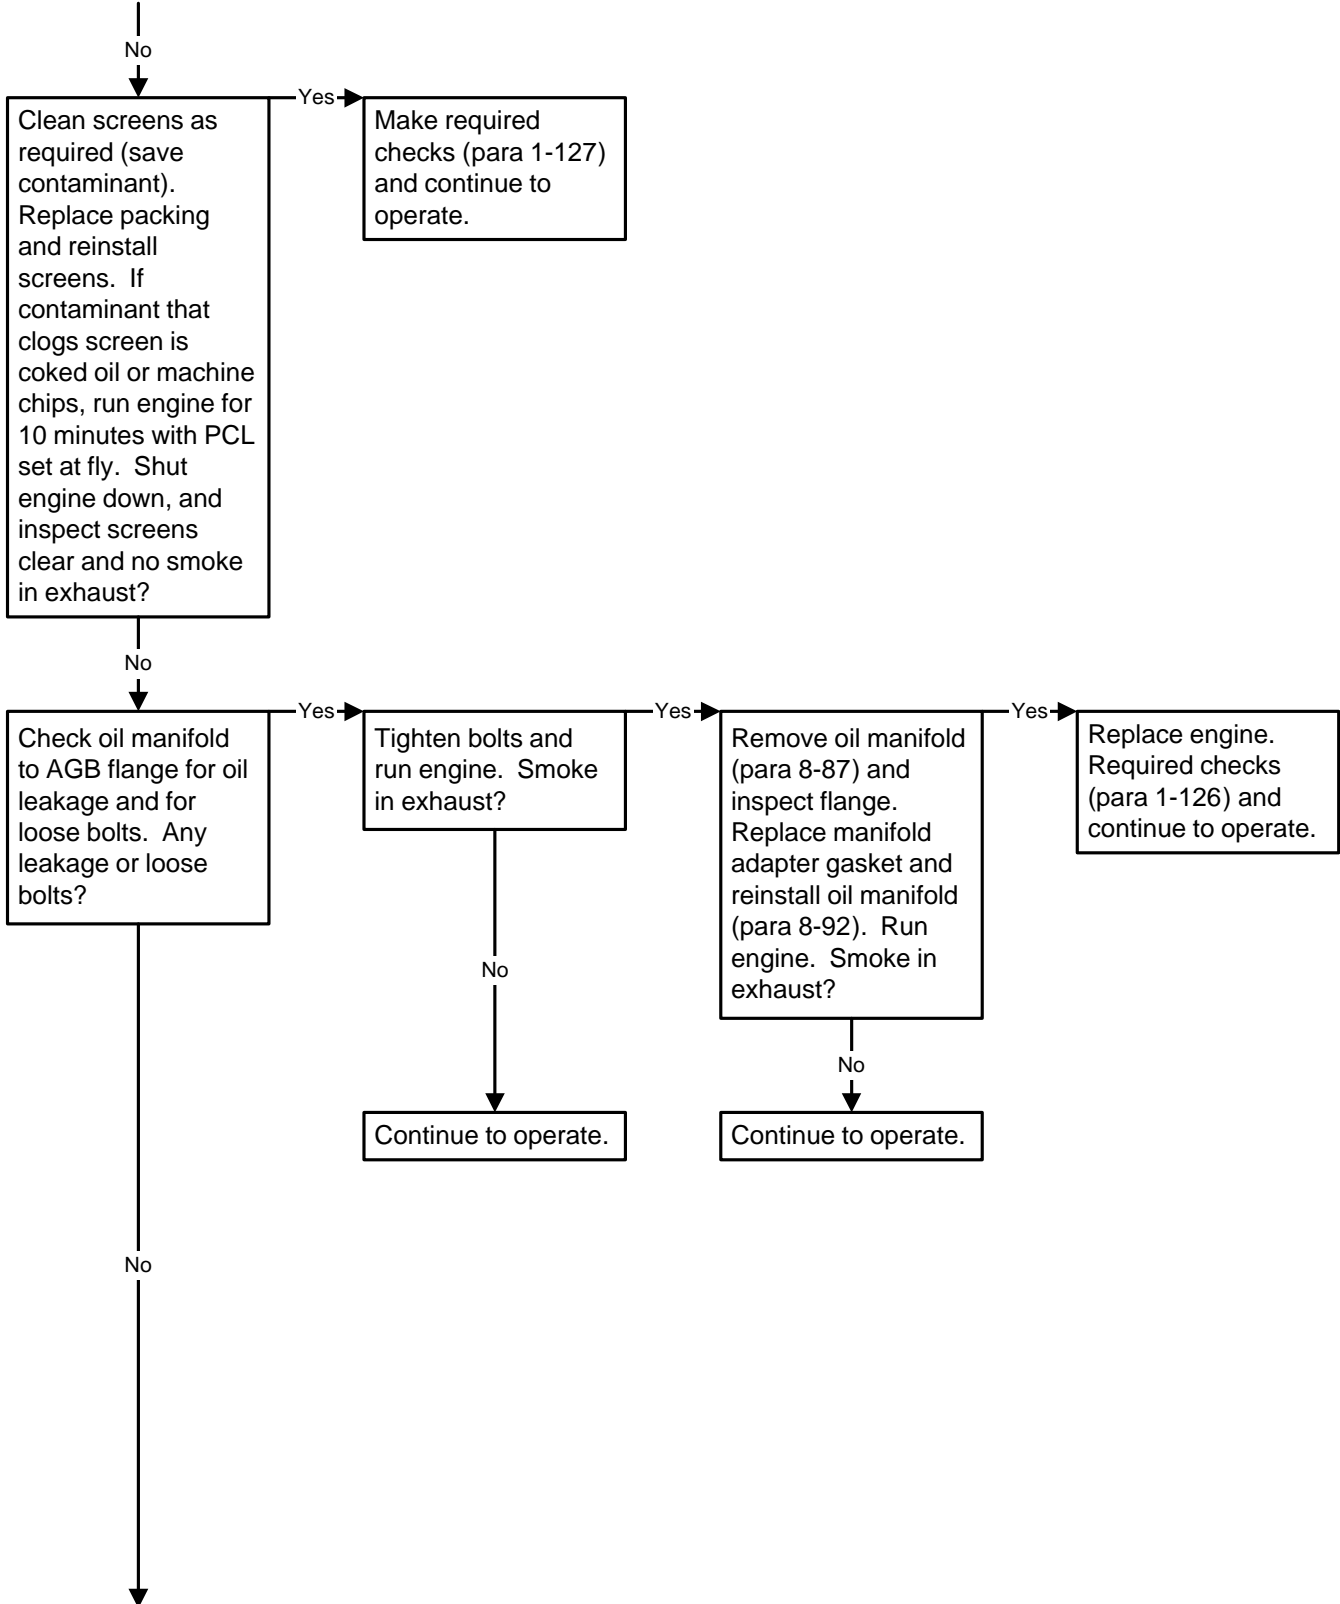 No
Clean screens as
required (save
contaminant).
Replace packing
and reinstall
screens.  If
contaminant that
clogs screen is
coked oil or machine
chips, run engine for
10 minutes with PCL
set at fly.  Shut
engine down, and
inspect screens
clear and no smoke
in exhaust?
Yes
Make required
checks (para 1-127)
and continue to
operate.
No
Check oil manifold
to AGB flange for oil
leakage and for
loose bolts.  Any
leakage or loose
bolts?
Yes
Tighten bolts and
run engine.  Smoke
in exhaust?
Yes
Remove oil manifold
(para 8-87) and
inspect flange.
Replace manifold
adapter gasket and
reinstall oil manifold
(para 8-92).  Run
engine.  Smoke in
exhaust?
Yes
Replace engine.
Required checks
(para 1-126) and
continue to operate.
No
Continue to operate.
No
Continue to operate.
No